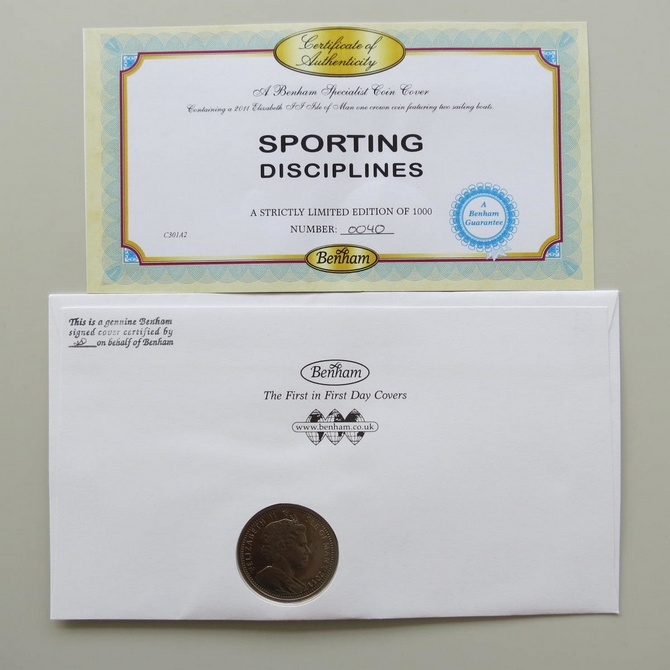 Certificate of
Authenticity
A Benham Specialist Coin Cover
Containing a 2011 Elizabeth II Isle of Man one crown coin featuring two sailing boats.
SPORTING
DISCIPLINES
A STRICTLY LIMITED EDITION OF 1000
NUMBER: 0040
C301A2
A
Benham
Guarantee
Benham
This is a genuine Benham
signed cover certified by
on behalf of Benham
Benham
The First in First Day Covers
www.benham.co.uk
ELIZABETH II